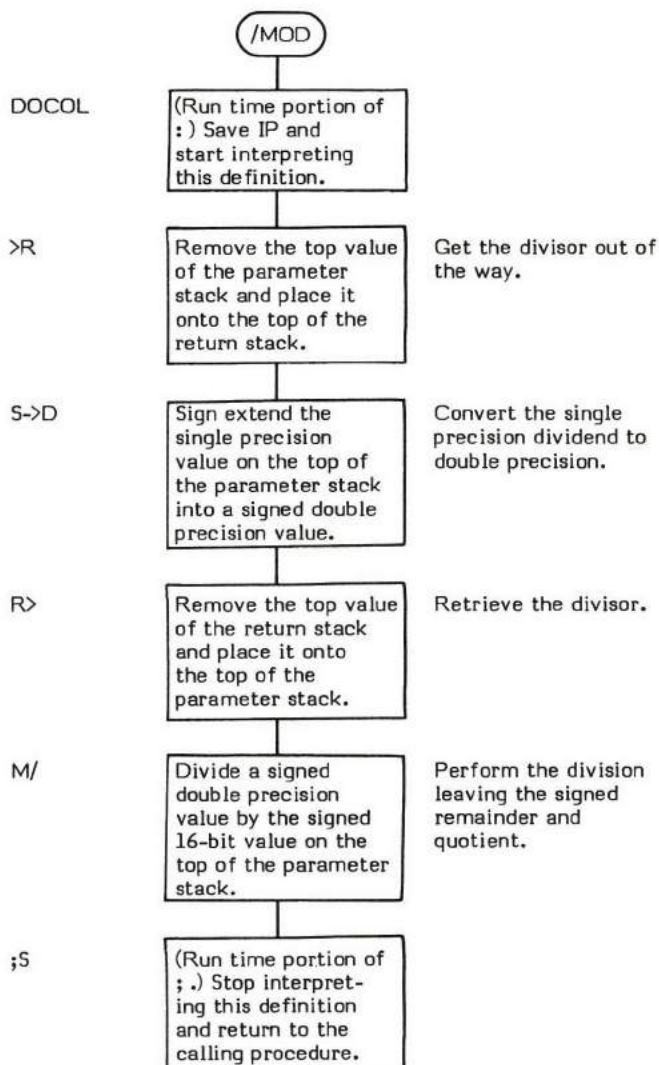 /MOD
DOCOL
(Run time portion of
: ) Save IP and
start interpreting
this definition.
>R
Remove the top value
of the parameter
stack and place it
onto the top of the
return stack.
Get the divisor out of
the way.
S->D
Sign extend the
single precision
value on the top of
the parameter stack
into a signed double
precision value.
Convert the single
precision dividend to
double precision.
R>
Remove the top value
of the return stack
and place it onto
the top of the
parameter stack.
Retrieve the divisor.
M/
Divide a signed
double precision
value by the signed
16-bit value on the
top of the parameter
stack.
Perform the division
leaving the signed
remainder and
quotient.
;S
(Run time portion of
; .) Stop interpret-
ing this definition
and return to the
calling procedure.